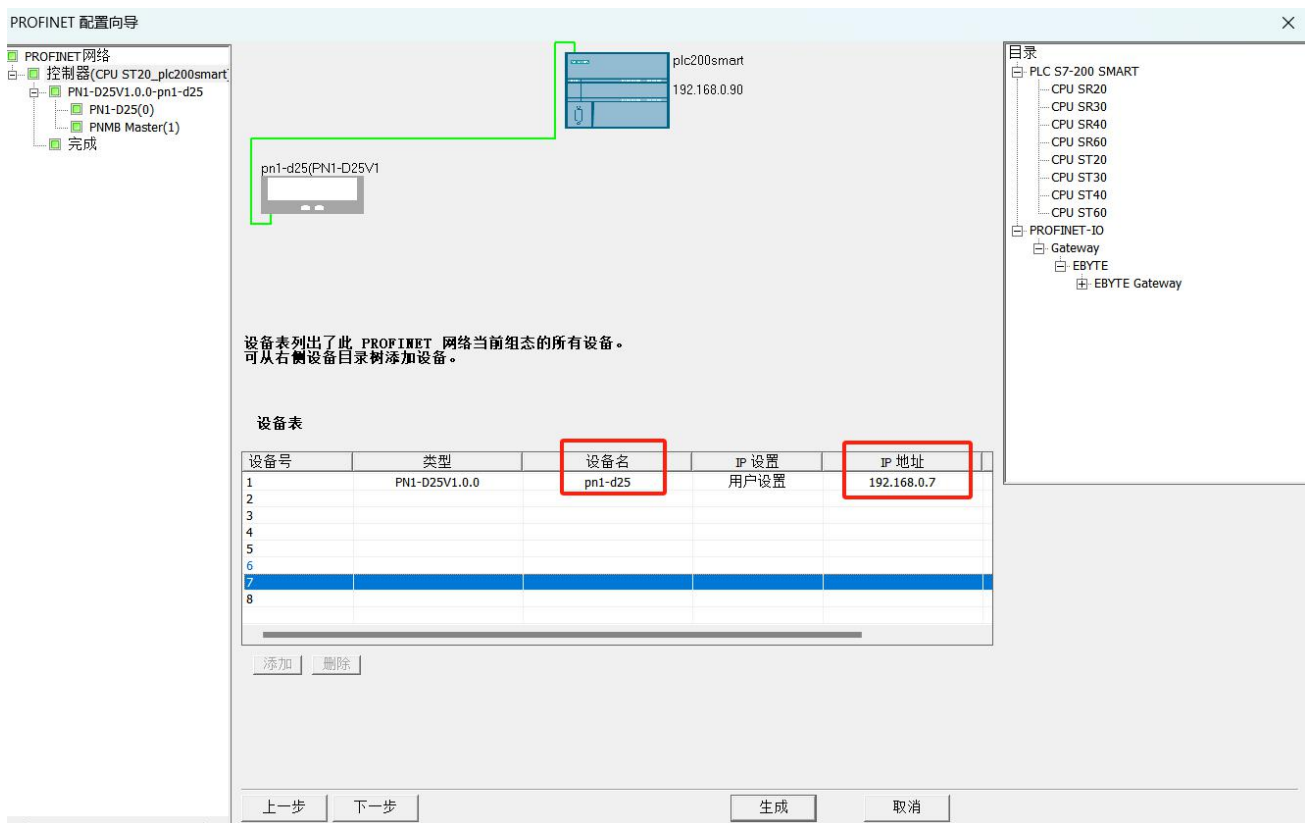 PROFINET 配置向导
PROFINET网络
控制器(CPU ST20_plc200smart
PN1-D25V1.0.0-pn1-d25
PN1-D25(0)
PNMB Master(1)
完成
plc200smart
192.168.0.90
pn1-d25(PN1-D25V1
设备表列出了此 PROFINET 网络当前组态的所有设备。
可从右侧设备目录树添加设备。
设备表
设备号 类型 设备名 IP 设置 IP 地址
1 PN1-D25V1.0.0 pn1-d25 用户设置 192.168.0.7
2
3
4
5
6
7
8
添加 删除
上一步 下一步 生成 取消
目录
PLC S7-200 SMART
CPU SR20
CPU SR30
CPU SR40
CPU SR60
CPU ST20
CPU ST30
CPU ST40
CPU ST60
PROFINET-IO
Gateway
EBYTE
EBYTE Gateway